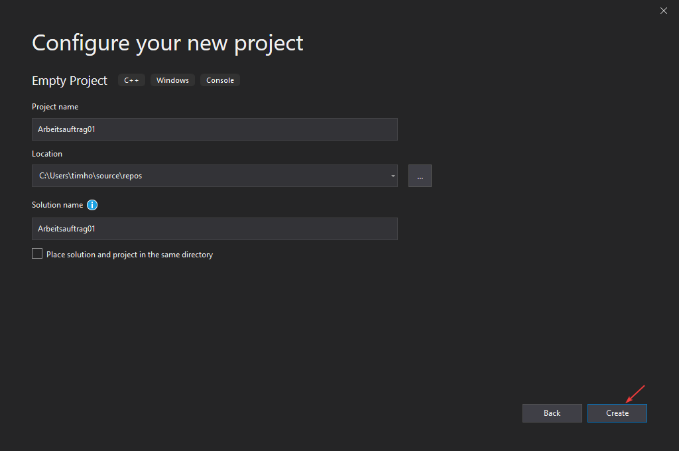 Configure your new project
Empty Project C++ Windows Console
Project name
Arbeitsauftrag01
Location
C:\Users\timho\source\repos
...
Solution name
Arbeitsauftrag01
Place solution and project in the same directory
Back Create